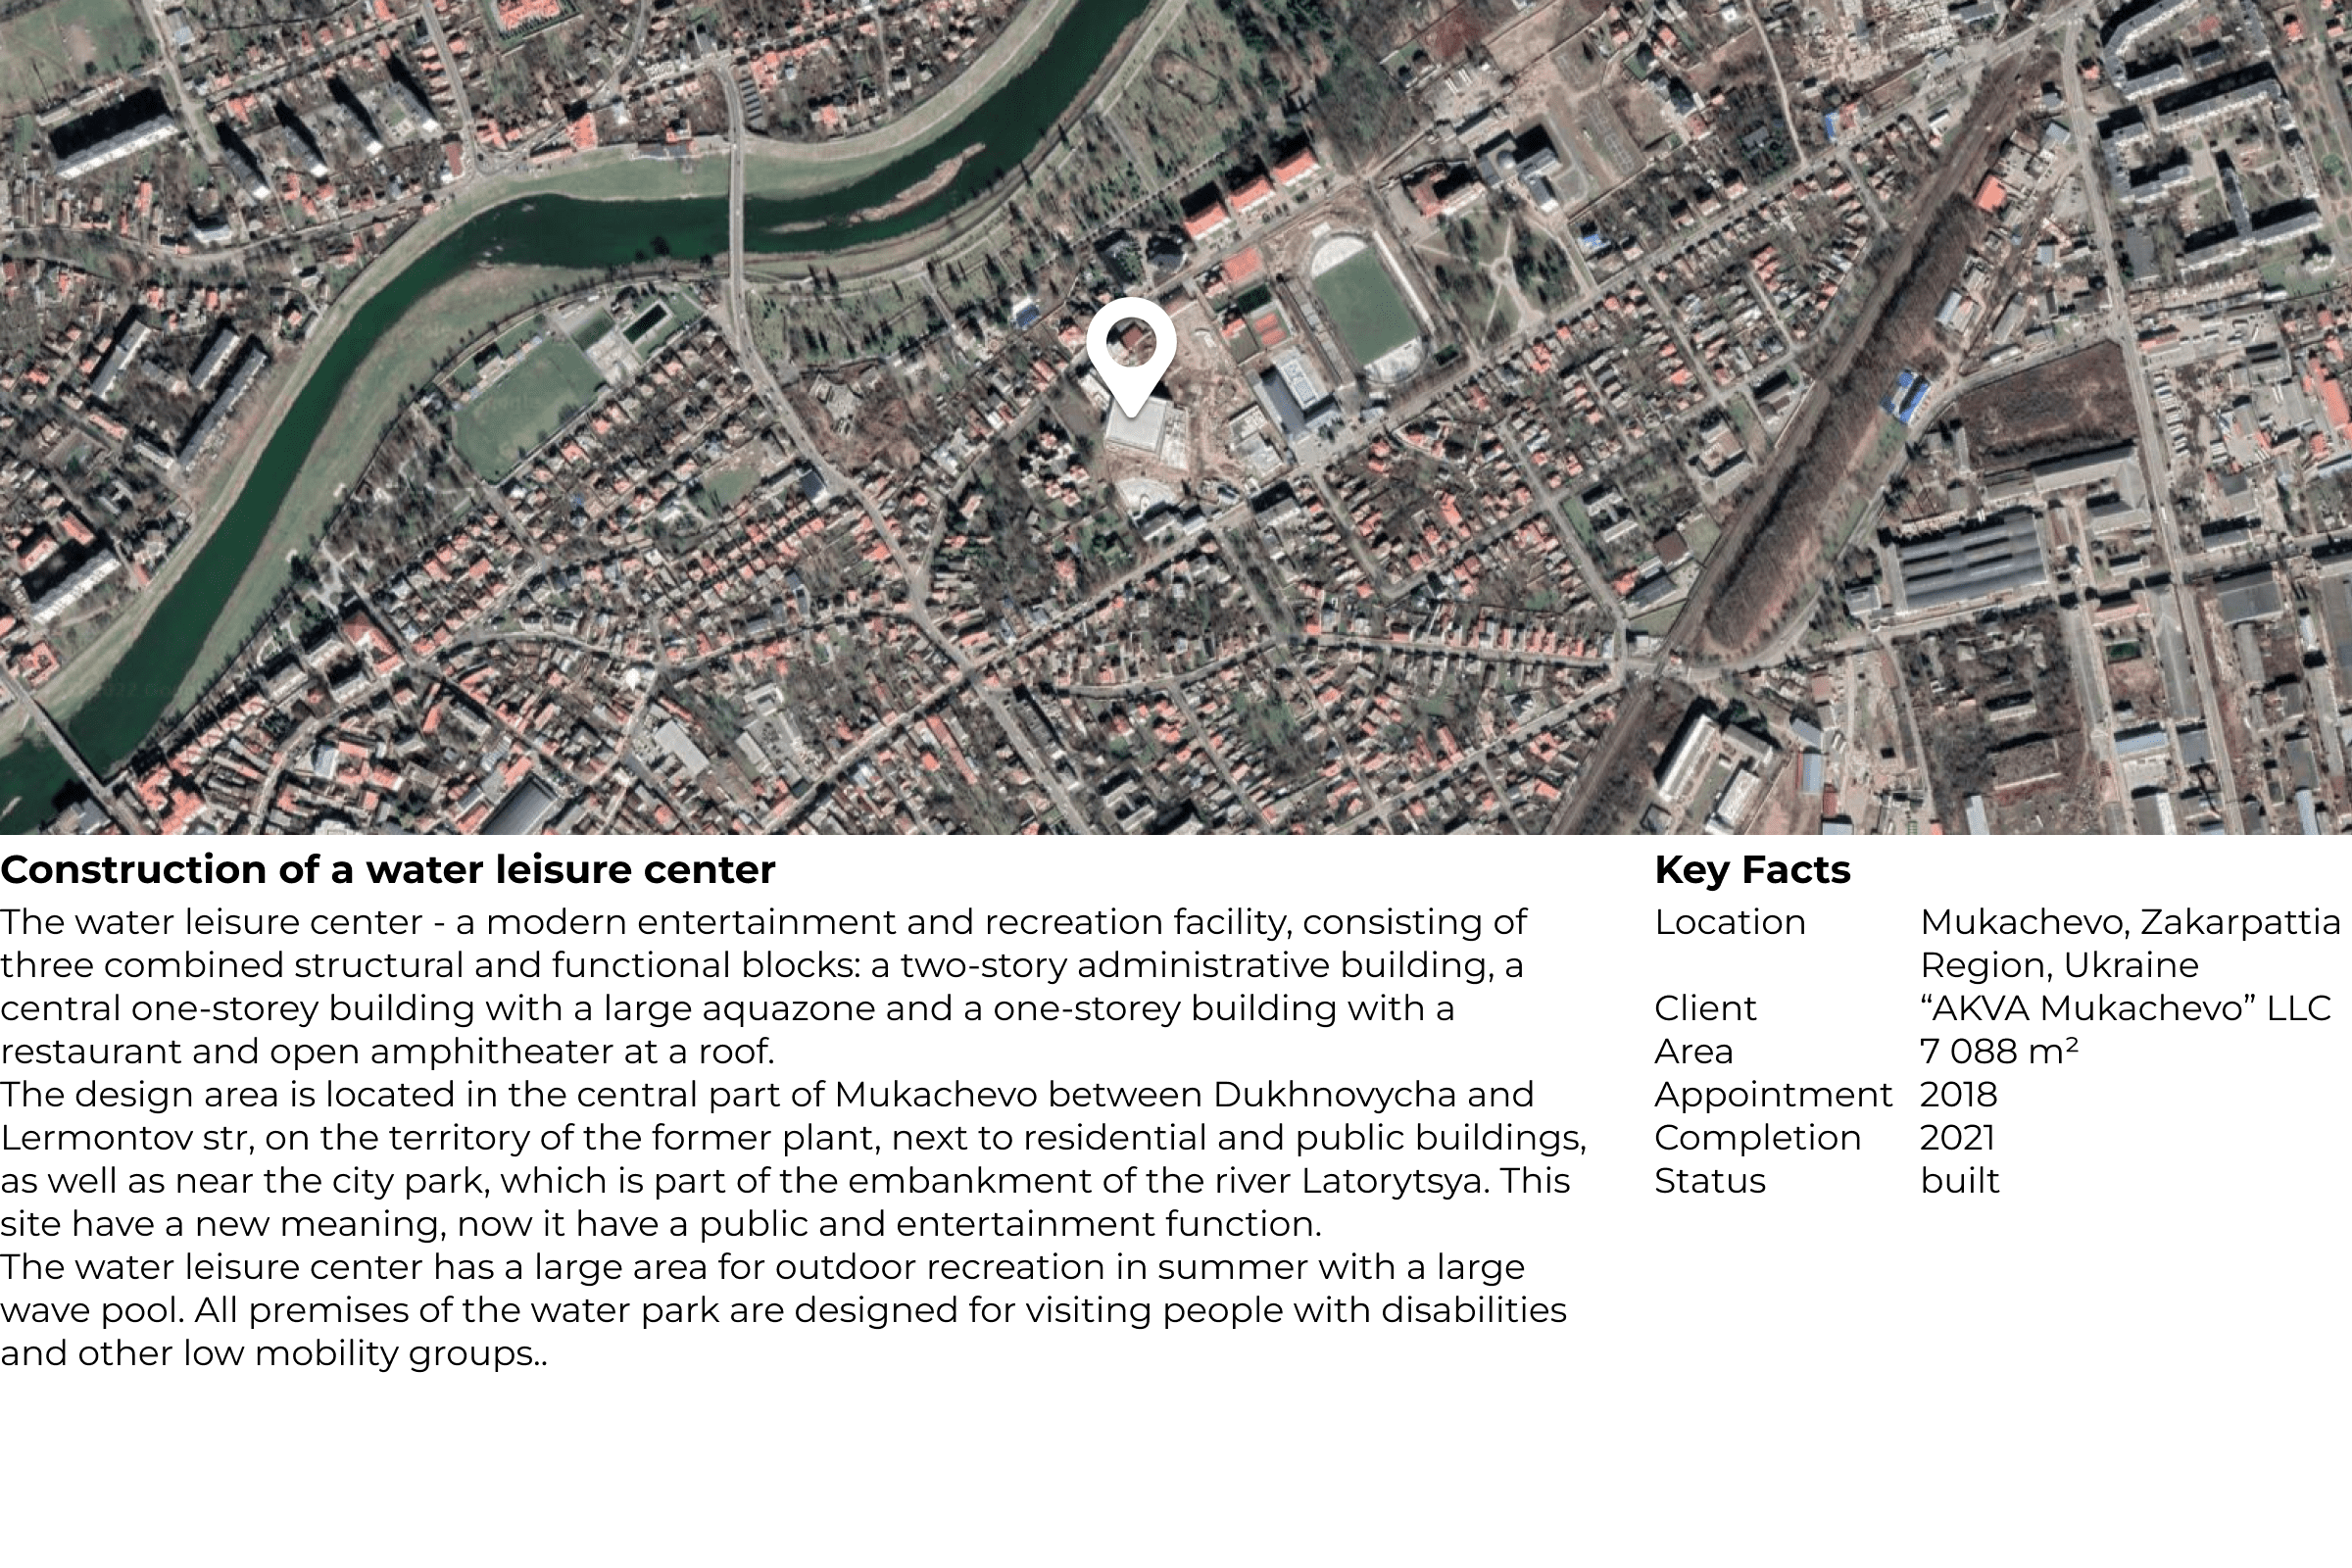 Construction of a water leisure center
The water leisure center - a modern entertainment and recreation facility, consisting of
three combined structural and functional blocks: a two-story administrative building, a
central one-storey building with a large aquazone and a one-storey building with a
restaurant and open amphitheater at a roof.
The design area is located in the central part of Mukachevo between Dukhnovycha and
Lermontov str, on the territory of the former plant, next to residential and public buildings,
as well as near the city park, which is part of the embankment of the river Latorytsya. This
site have a new meaning, now it have a public and entertainment function.
The water leisure center has a large area for outdoor recreation in summer with a large
wave pool. All premises of the water park are designed for visiting people with disabilities
and other low mobility groups..
Key Facts
Location Mukachevo, Zakarpattia
Region, Ukraine
Client “AKVA Mukachevo” LLC
Area 7 088 m²
Appointment 2018
Completion 2021
Status built